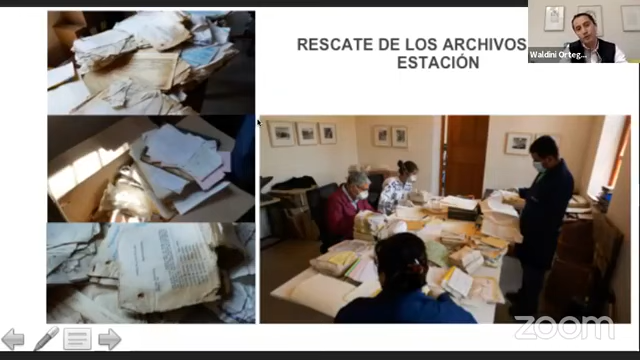 RESCATE DE LOS ARCHIVOS
ESTACIÓN
Waldini Orteg...
zoom